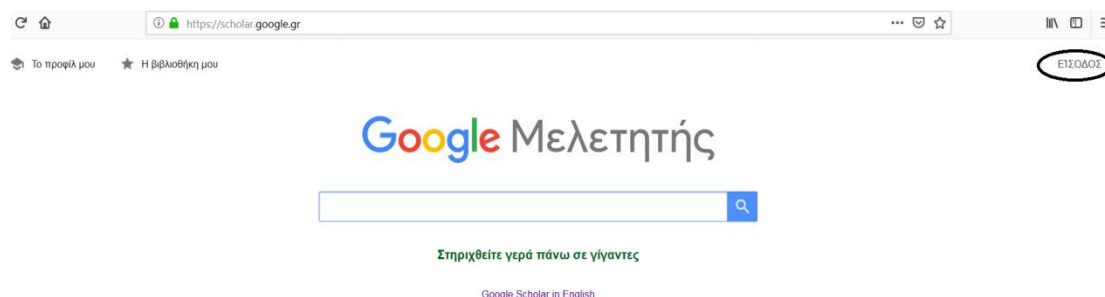 https://scholar.google.gr
Το προφίλ μου Η βιβλιοθήκη μου ΕΊΣΟΔΟΣ
Google Μελετητής
Στηριχθείτε γερά πάνω σε γίγαντες
Google Scholar in English